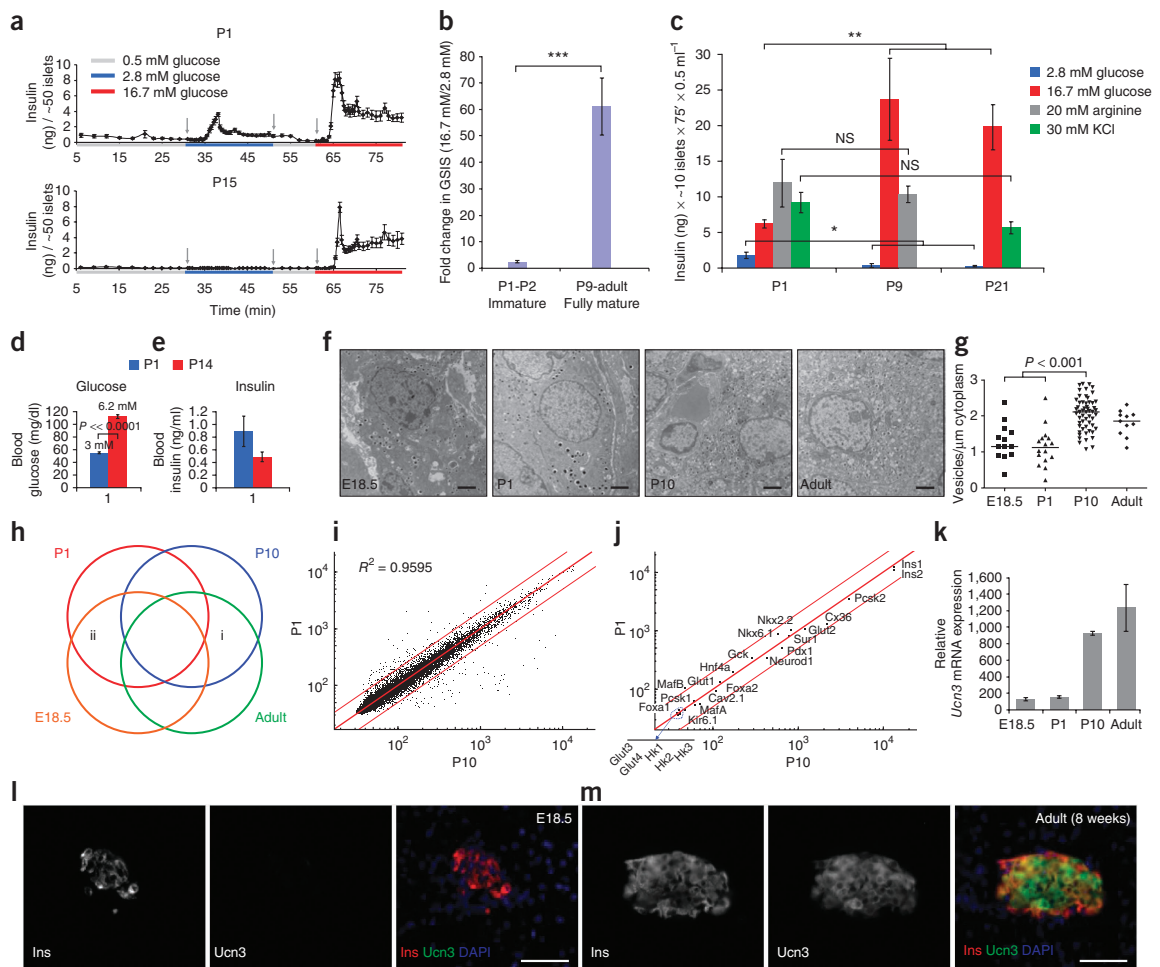 a
P1
0.5 mM glucose
2.8 mM glucose
16.7 mM glucose
Insulin
(ng) / ~50 islets
10
8
6
4
2
0
5 15 25 35 45 55 65 75
P15
Insulin
(ng) / ~50 islets
10
8
6
4
2
0
5 15 25 35 45 55 65 75
Time (min)
b
Fold change in GSIS (16.7 mM/2.8 mM)
80
70
60
50
40
30
20
10
0
***
P1-P2
Immature
P9-adult
Fully mature
c
Insulin (ng) × ~10 islets × 75′ × 0.5 ml⁻¹
30
25
20
15
10
5
0
**
NS
NS
*
P1 P9 P21
2.8 mM glucose
16.7 mM glucose
20 mM arginine
30 mM KCl
d
P1 P14
Glucose
Blood
glucose (mg/dl)
120
100
80
60
40
20
0
6.2 mM
P << 0.0001
3 mM
1
e
Insulin
Blood
insulin (ng/ml)
1.2
1.0
0.8
0.6
0.4
0.2
0
1
f
E18.5
P1
P10
Adult
g
P < 0.001
Vesicles/μm cytoplasm
3
2
1
0
E18.5 P1 P10 Adult
h
P1
P10
ii
i
E18.5
Adult
i
R² = 0.9595
P1
10⁴
10³
10²
10² 10³ 10⁴
P10
j
P1
10⁴
10³
10²
Ins1
Ins2
Pcsk2
Nkx2.2
Cx36
Nkx6.1
Glut2
Sur1
Gck
Pdx1
Neurod1
Hnf4a
MafB
Glut1
Foxa2
Pcsk1
Cav2.1
Foxa1
MafA
Kir6.1
Glut3
Glut4
Hk1
Hk2
Hk3
10² 10³ 10⁴
P10
k
Relative
Ucn3 mRNA expression
1,600
1,400
1,200
1,000
800
600
400
200
0
E18.5 P1 P10 Adult
l
Ins
Ucn3
E18.5
Ins Ucn3 DAPI
m
Ins
Ucn3
Adult (8 weeks)
Ins Ucn3 DAPI